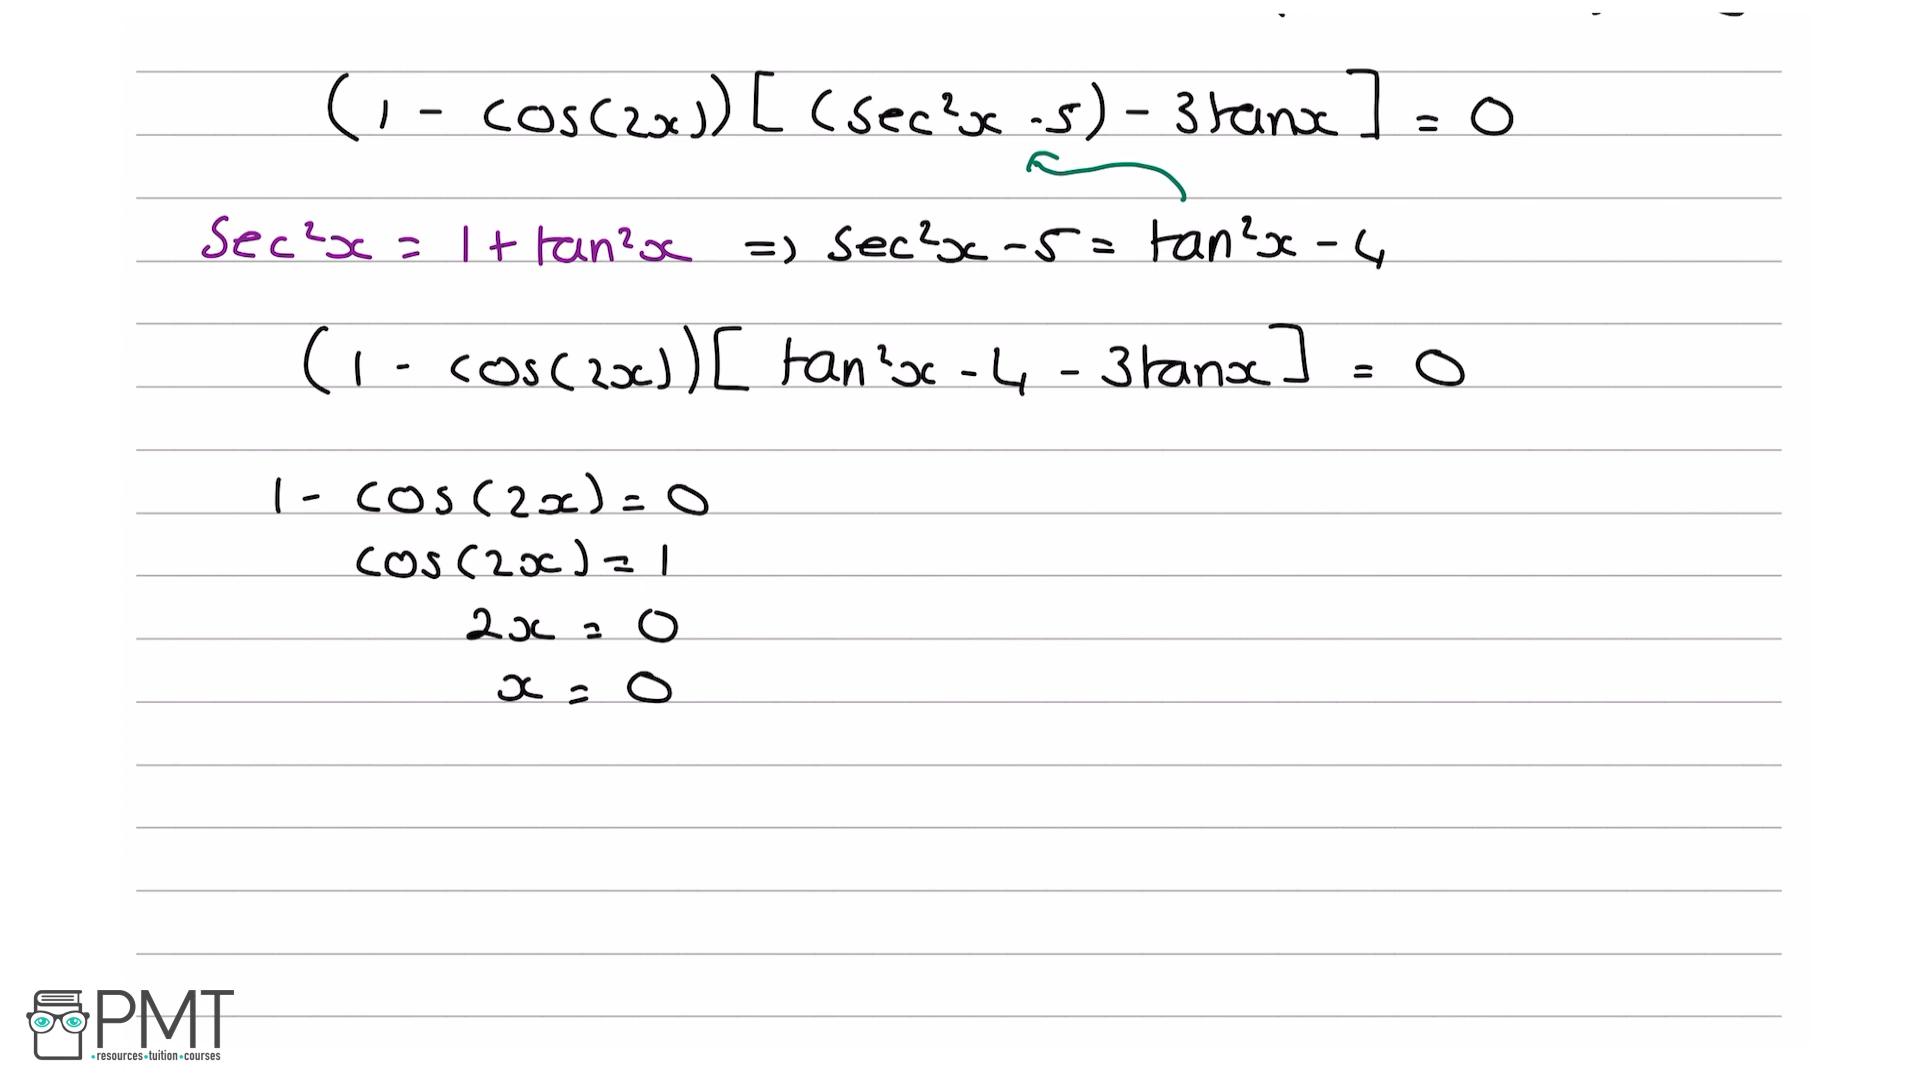 (1 - cos(2x))[(sec²x - 5) - 3tanx] = 0
sec²x = 1 + tan²x => sec²x - 5 = tan²x - 4
(1 - cos(2x))[tan²x - 4 - 3tanx] = 0
1 - cos(2x) = 0
cos(2x) = 1
2x = 0
x = 0
PMT
•resources•tuition•courses